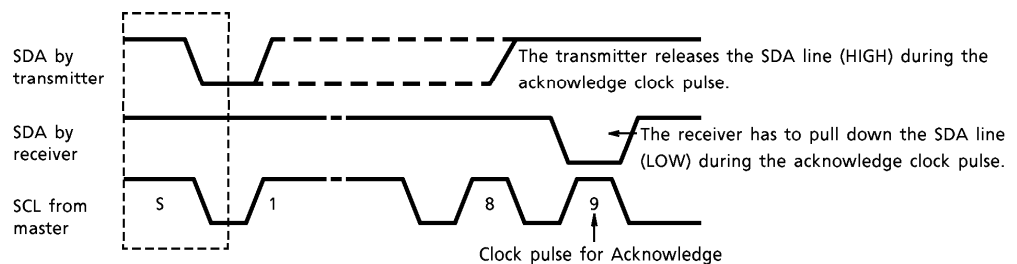 SDA by
transmitter
The transmitter releases the SDA line (HIGH) during the
acknowledge clock pulse.
SDA by
receiver
The receiver has to pull down the SDA line
(LOW) during the acknowledge clock pulse.
SCL from
master
S
1
8
9
Clock pulse for Acknowledge